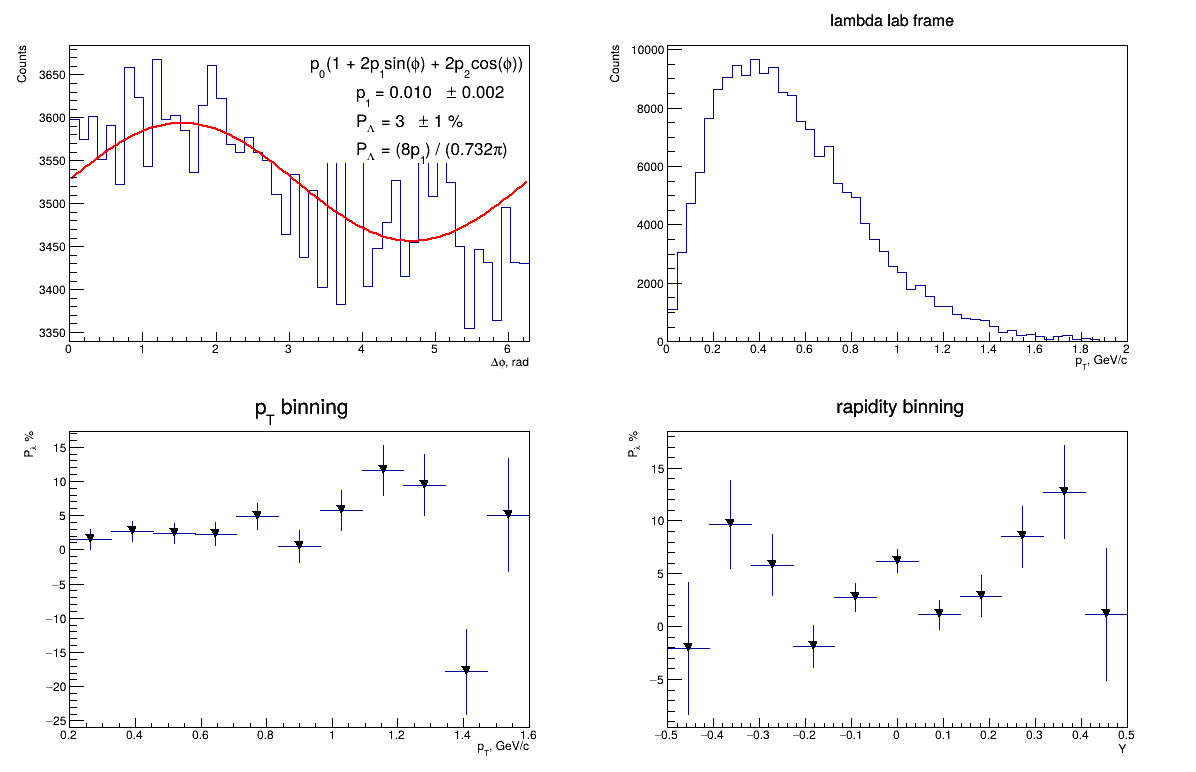 Counts
p0(1 + 2p1sin(ϕ) + 2p2cos(ϕ))
p1 = 0.010 ± 0.002
PΛ = 3 ± 1 %
PΛ = (8p1) / (0.732π)
3650
3600
3550
3500
3450
3400
3350
0 1 2 3 4 5 6
Δϕ, rad
lambda lab frame
Counts
10000
8000
6000
4000
2000
0
0 0.2 0.4 0.6 0.8 1 1.2 1.4 1.6 1.8 2
pT, GeV/c
pT binning
Pλ %
15
10
5
0
−5
−10
−15
−20
−25
0.2 0.4 0.6 0.8 1 1.2 1.4 1.6
pT, GeV/c
rapidity binning
Pλ %
15
10
5
0
−5
−0.5 −0.4 −0.3 −0.2 −0.1 0 0.1 0.2 0.3 0.4 0.5
Y